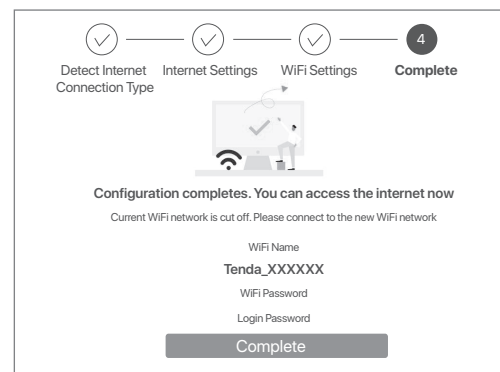 4
Detect Internet Connection Type
Internet Settings
WiFi Settings
Complete
Configuration completes. You can access the internet now
Current WiFi network is cut off. Please connect to the new WiFi network
WiFi Name
Tenda_XXXXXX
WiFi Password
Login Password
Complete